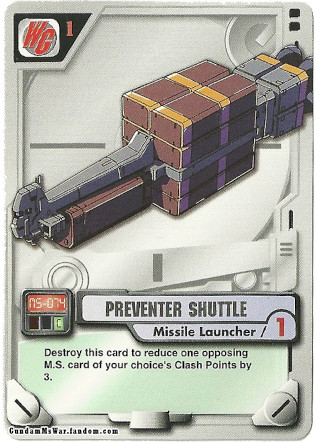 WG 1
MS-074
C
PREVENTER SHUTTLE
Missile Launcher / 1
Destroy this card to reduce one opposing
M.S. card of your choice's Clash Points by
3.
GundamMsWar.fandom.com